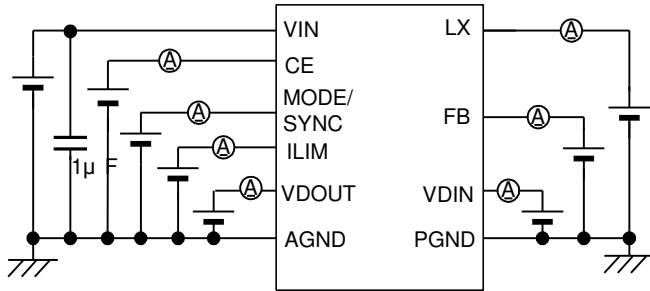 VIN
LX
A
A
CE
MODE/
SYNC
A
FB
A
1μ F
A
ILIM
A
VDOUT
VDIN
A
AGND
PGND